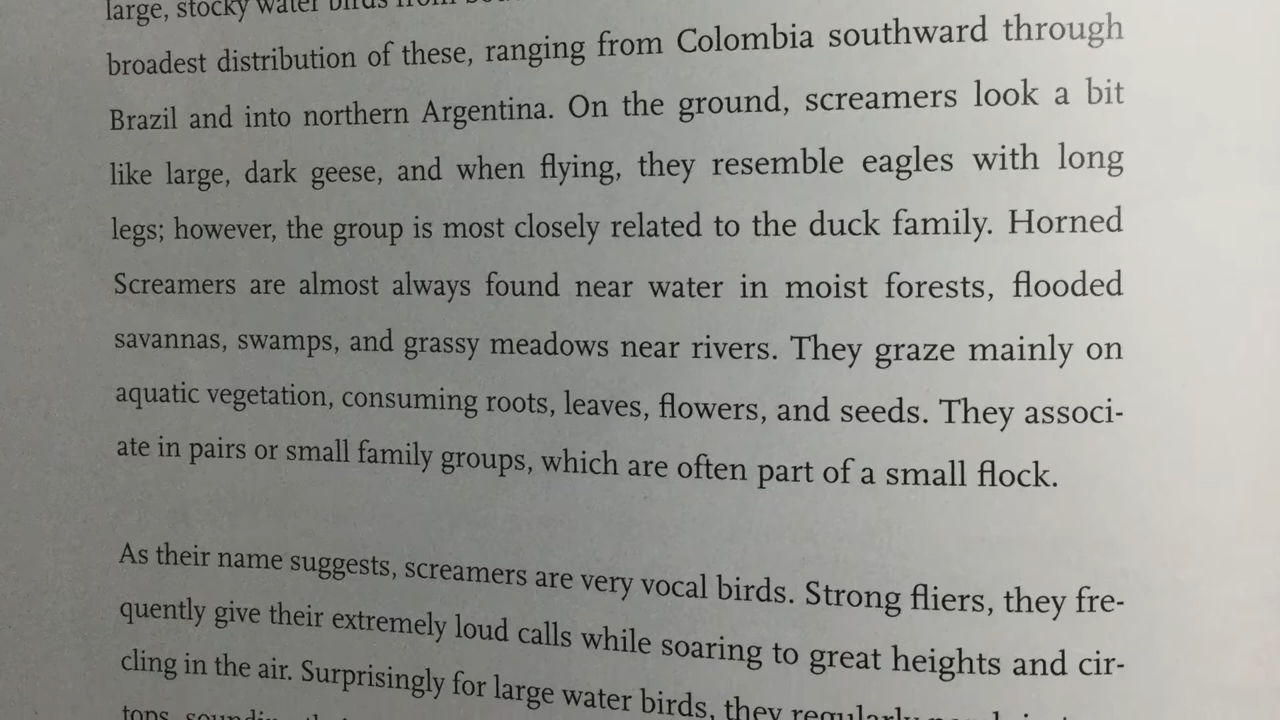 large, stocky water birds from
broadest distribution of these, ranging from Colombia southward through
Brazil and into northern Argentina. On the ground, screamers look a bit
like large, dark geese, and when flying, they resemble eagles with long
legs; however, the group is most closely related to the duck family. Horned
Screamers are almost always found near water in moist forests, flooded
savannas, swamps, and grassy meadows near rivers. They graze mainly on
aquatic vegetation, consuming roots, leaves, flowers, and seeds. They associ-
ate in pairs or small family groups, which are often part of a small flock.
As their name suggests, screamers are very vocal birds. Strong fliers, they fre-
quently give their extremely loud calls while soaring to great heights and cir-
cling in the air. Surprisingly for large water birds, they regularly
tops,